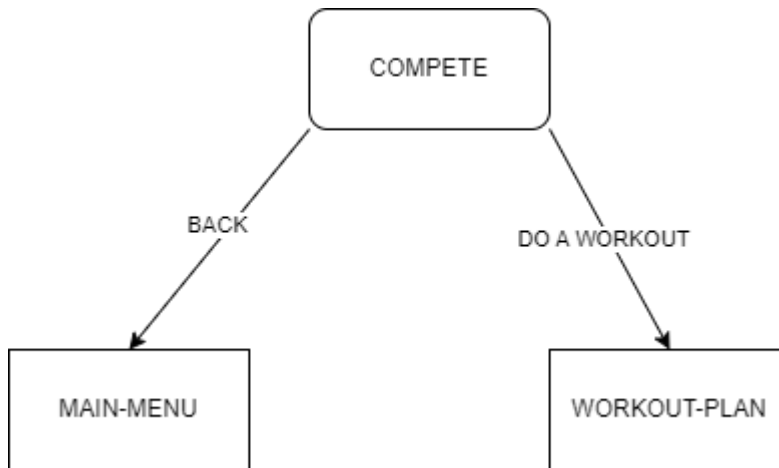 COMPETE
BACK
DO A WORKOUT
MAIN-MENU
WORKOUT-PLAN